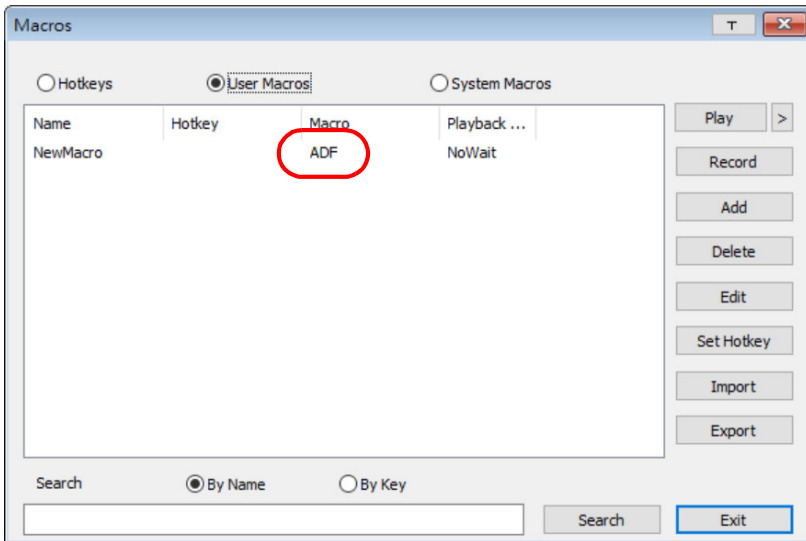 Macros T
Hotkeys User Macros System Macros
Name Hotkey Macro Playback ... Play >
NewMacro ADF NoWait
Record
Add
Delete
Edit
Set Hotkey
Import
Export
Search By Name By Key
Search Exit